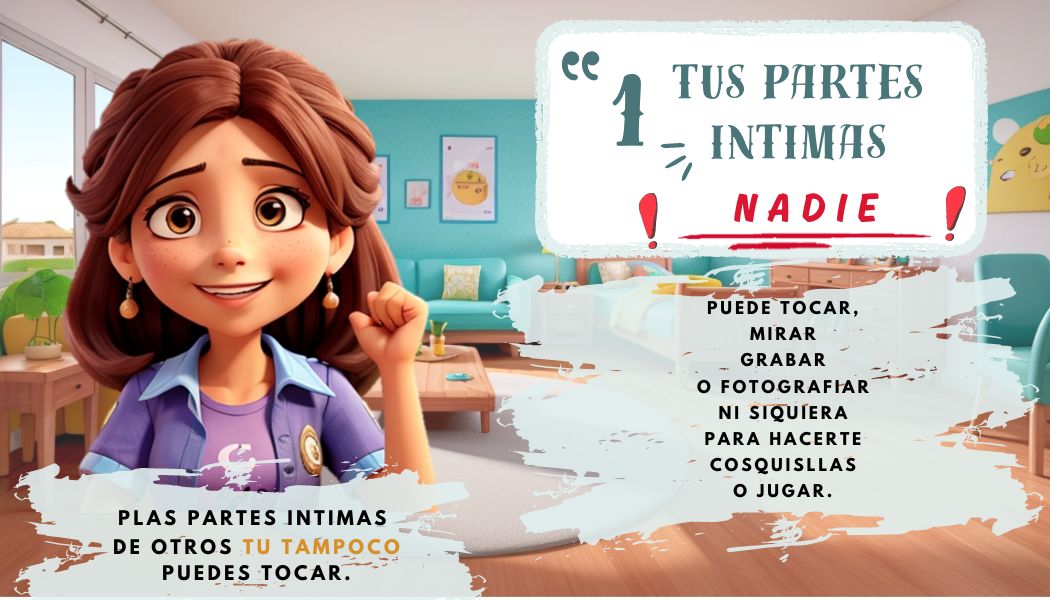 “ 1 TUS PARTES
INTIMAS
! NADIE !
PUEDE TOCAR,
MIRAR
GRABAR
O FOTOGRAFIAR
NI SIQUIERA
PARA HACERTE
COSQUISLLAS
O JUGAR.
PLAS PARTES INTIMAS
DE OTROS TU TAMPOCO
PUEDES TOCAR.